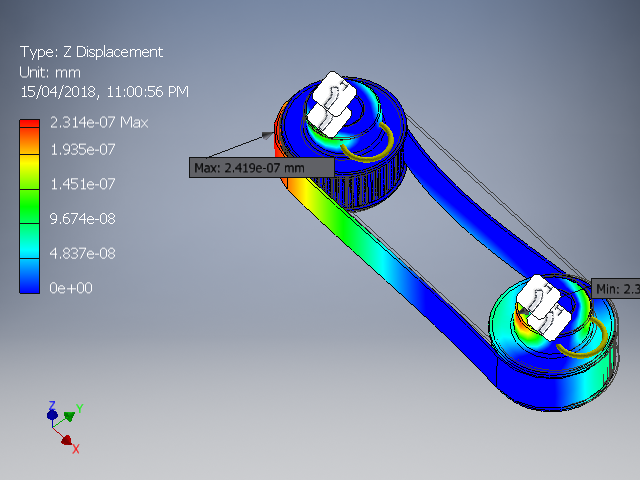 Type: Z Displacement
Unit: mm
15/04/2018, 11:00:56 PM
2.314e-07 Max
1.935e-07
1.451e-07
9.674e-08
4.837e-08
0e+00
Max: 2.419e-07 mm
Min: 2.3
Z
Y
X